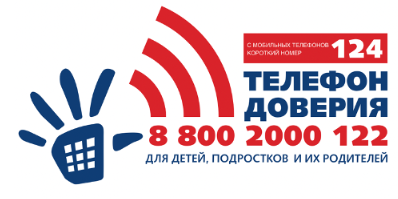 С МОБИЛЬНЫХ ТЕЛЕФОНОВ
КОРОТКИЙ НОМЕР
124
ТЕЛЕФОН
ДОВЕРИЯ
8 800 2000 122
ДЛЯ ДЕТЕЙ, ПОДРОСТКОВ И ИХ РОДИТЕЛЕЙ